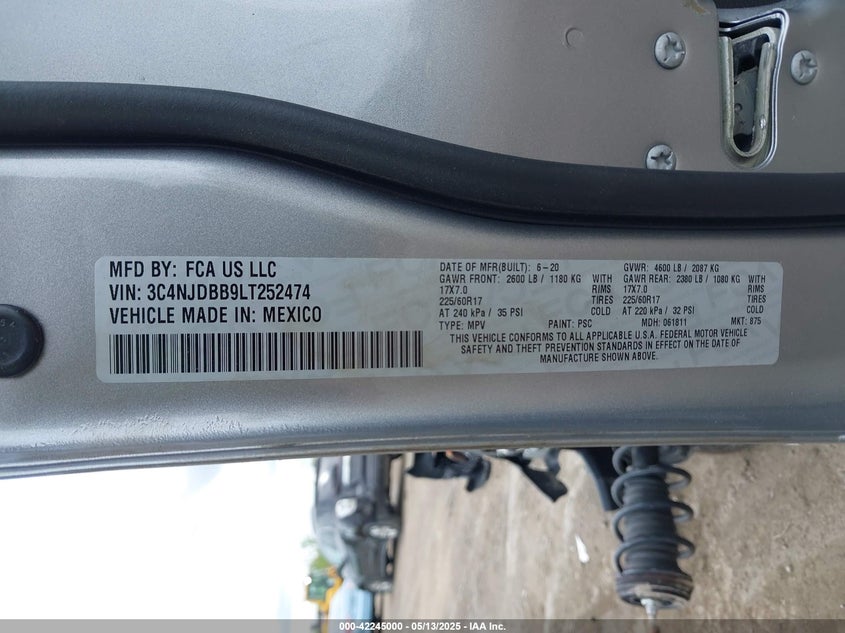 MFD BY: FCA US LLC
VIN: 3C4NJDBB9LT252474
VEHICLE MADE IN: MEXICO
DATE OF MFR(BUILT): 6-20 GVWR: 4600 LB / 2087 KG
GAWR FRONT: 2600 LB / 1180 KG WITH GAWR REAR: 2380 LB / 1080 KG WITH
17X7.0 RIMS 17X7.0 RIMS
225/60R17 TIRES 225/60R17 TIRES
AT 240 kPa / 35 PSI COLD AT 220 kPa / 32 PSI COLD
TYPE: MPV PAINT: PSC MDH: 061811 MKT: 875
THIS VEHICLE CONFORMS TO ALL APPLICABLE U.S.A. FEDERAL MOTOR VEHICLE
SAFETY AND THEFT PREVENTION STANDARDS IN EFFECT ON THE DATE OF
MANUFACTURE SHOWN ABOVE.
000-42245000 - 05/13/2025 - IAA Inc.